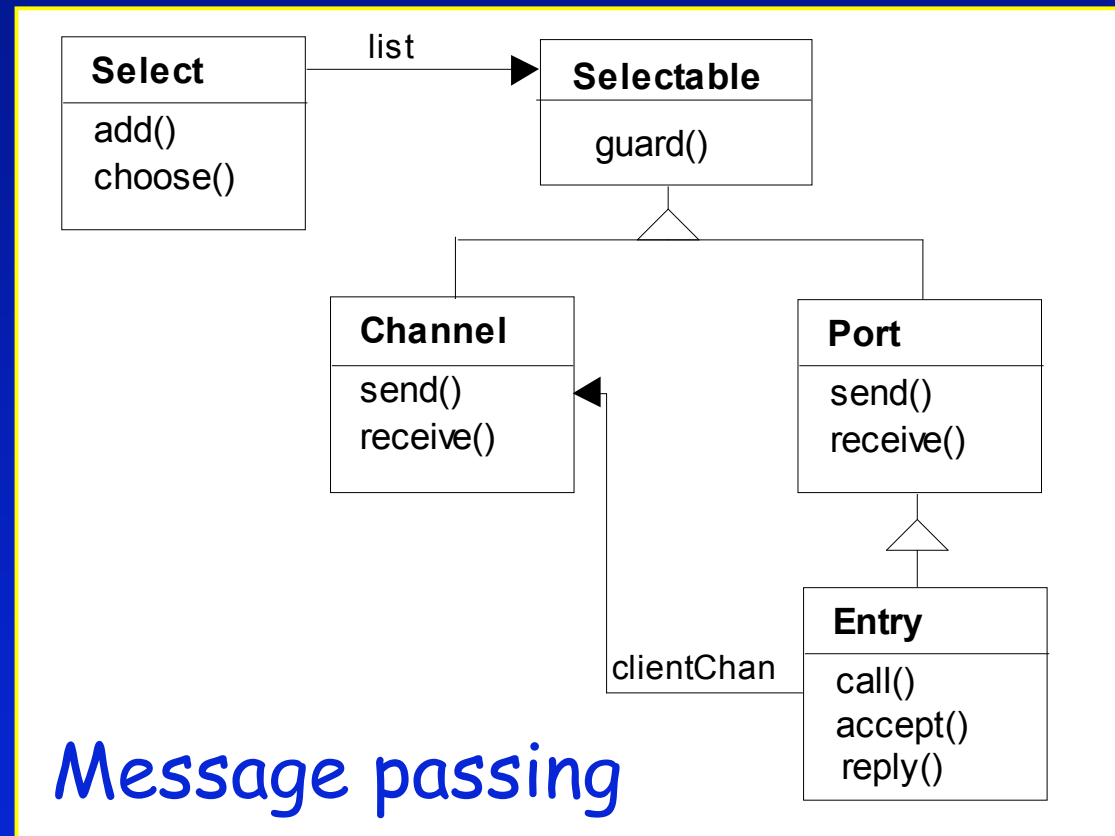 list
Select
add()
choose()
Selectable
guard()
Channel
send()
receive()
Port
send()
receive()
clientChan
Entry
call()
accept()
reply()
Message passing